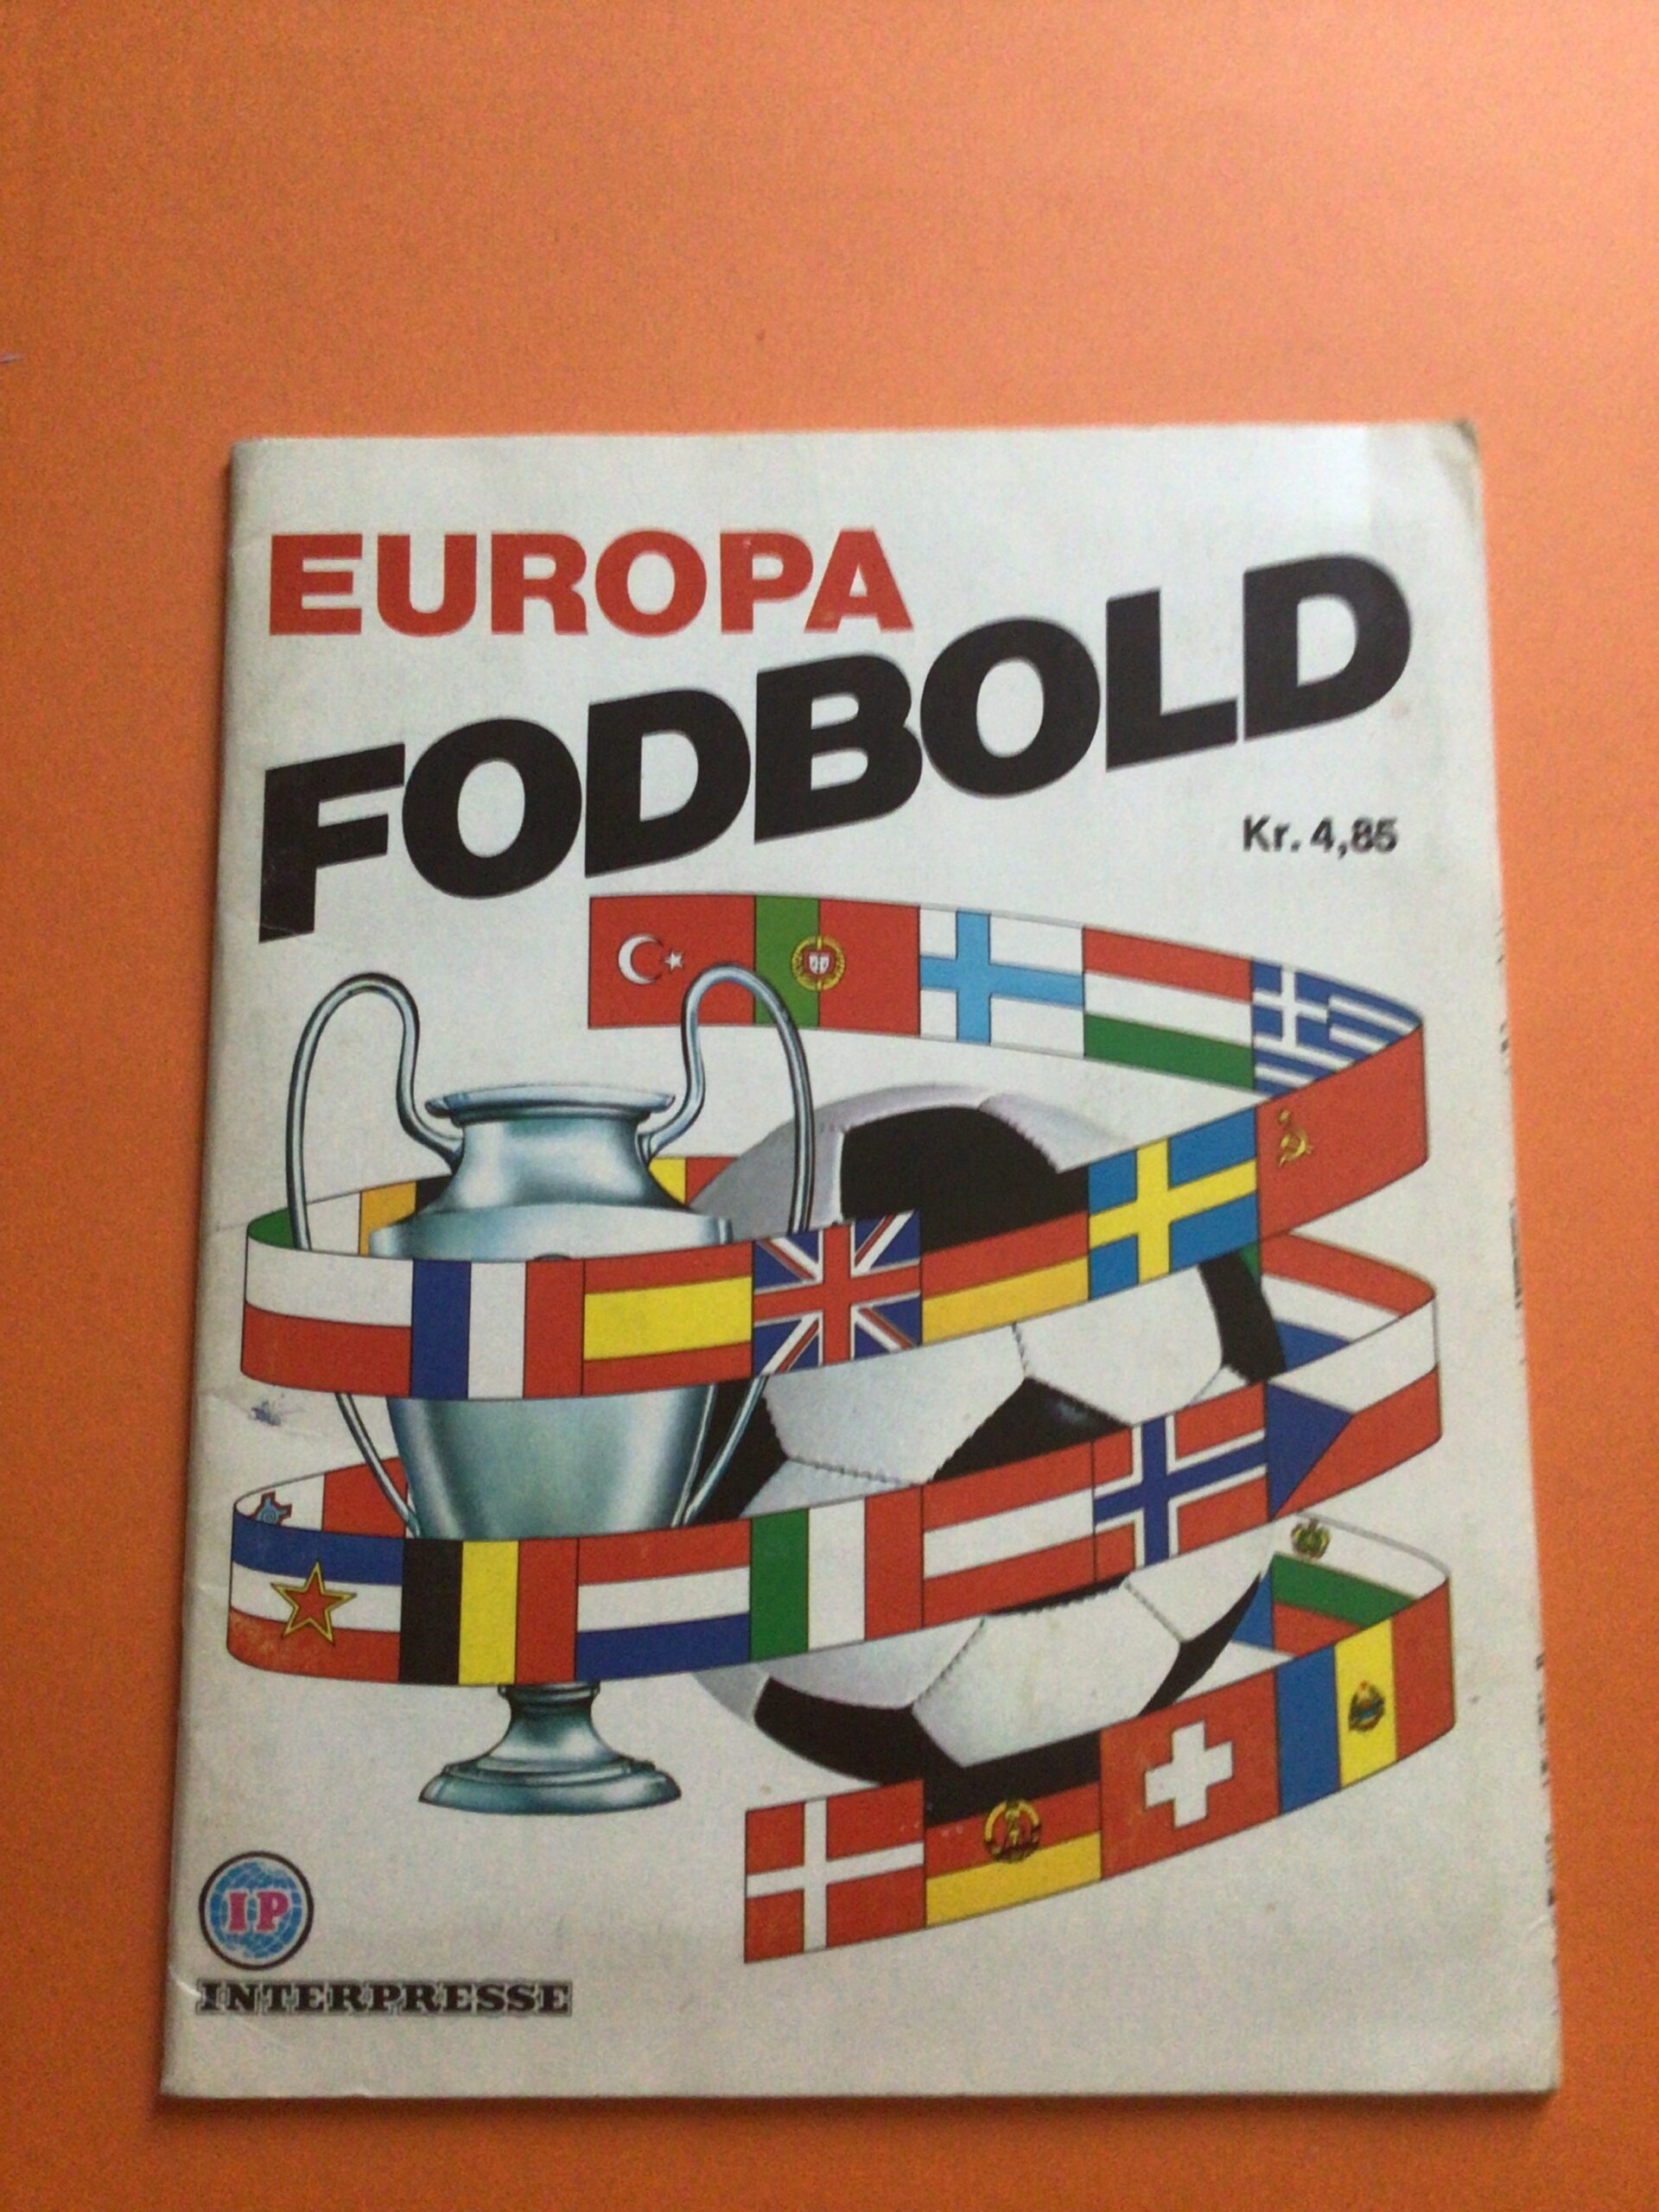 EUROPA
FODBOLD
Kr. 4,85
IP
INTERPRESSE